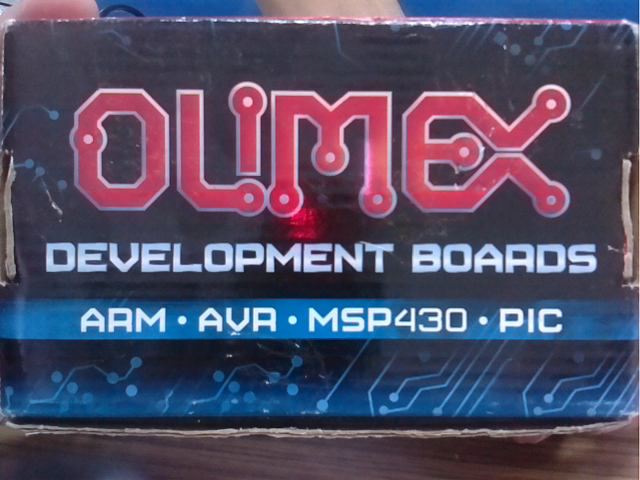 OLIMEX
DEVELOPMENT BOARDS
ARM • AVR • MSP430 • PIC